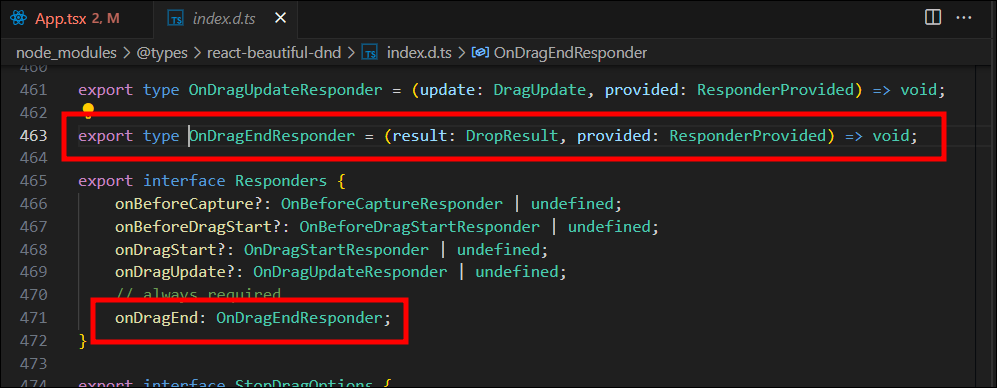 App.tsx 2, M
TS index.d.ts ×
node_modules > @types > react-beautiful-dnd > TS index.d.ts > OnDragEndResponder
460
461 export type OnDragUpdateResponder = (update: DragUpdate, provided: ResponderProvided) => void;
462
463 export type OnDragEndResponder = (result: DropResult, provided: ResponderProvided) => void;
464
465 export interface Responders {
466 onBeforeCapture?: OnBeforeCaptureResponder | undefined;
467 onBeforeDragStart?: OnBeforeDragStartResponder | undefined;
468 onDragStart?: OnDragStartResponder | undefined;
469 onDragUpdate?: OnDragUpdateResponder | undefined;
470 // always required
471 onDragEnd: OnDragEndResponder;
472 }
473
474 export interface StopDragOptions {